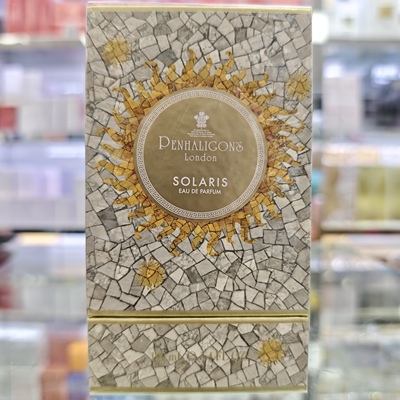 PENHALIGON'S
London
SOLARIS
EAU DE PARFUM